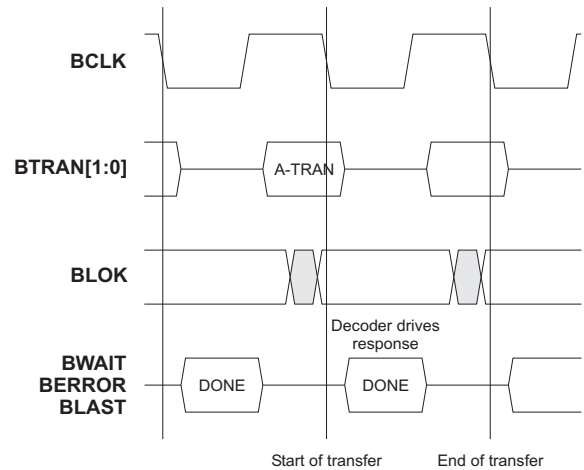 BCLK
BTRAN[1:0]
A-TRAN
BLOK
Decoder drives
response
BWAIT
BERROR
BLAST
DONE
DONE
Start of transfer
End of transfer